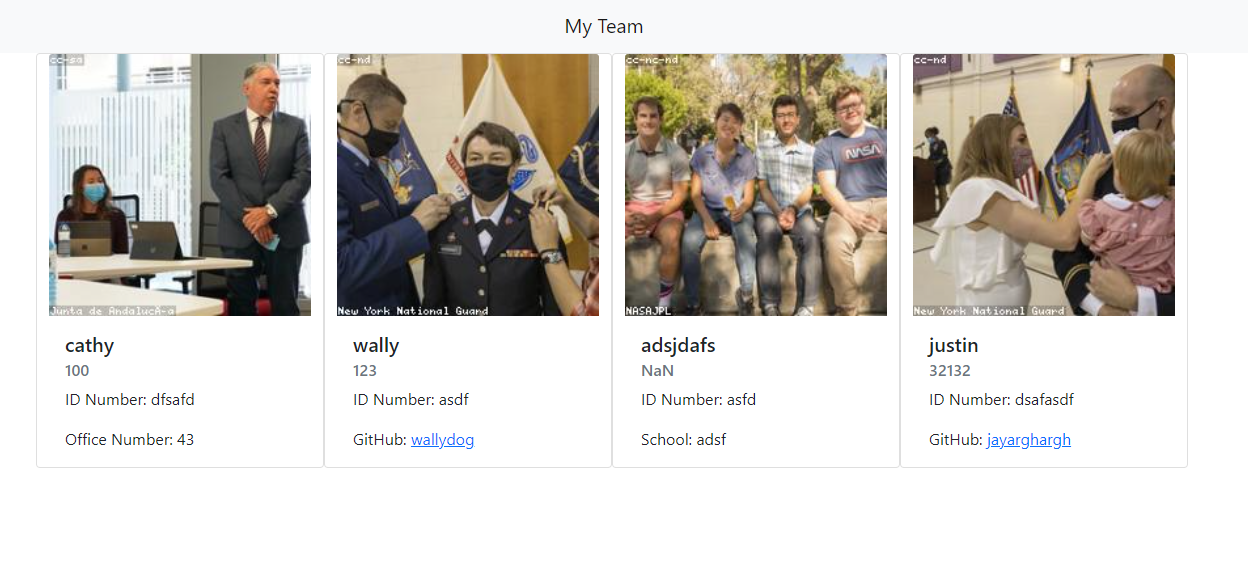 My Team
cc-sa
Junta de AndalucÃ-a
cathy
100
ID Number: dfsafd
Office Number: 43
cc-nd
New York National Guard
wally
123
ID Number: asdf
GitHub: wallydog
cc-nc-nd
NASA
NASAJPL
adsjdafs
NaN
ID Number: asfd
School: adsf
cc-nd
New York National Guard
justin
32132
ID Number: dsafasdf
GitHub: jayarghargh